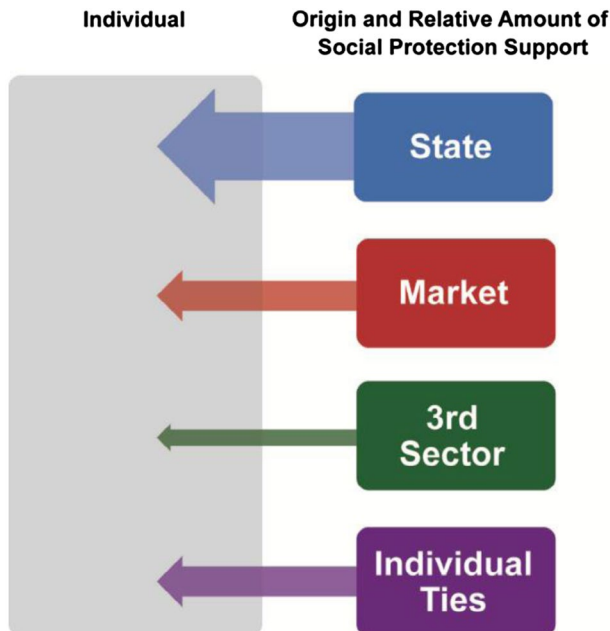 Individual
Origin and Relative Amount of
Social Protection Support
State
Market
3rd
Sector
Individual
Ties